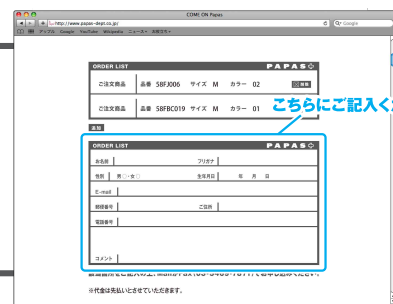 COME ON Papas
http://www.papas-dept.co.jp/
Google
アップル Google YouTube Wikipedia ニュース お役立ち
ORDER LIST PAPAS
ご注文商品 品番 58FJ006 サイズ M カラー 02
ご注文商品 品番 58FBC019 サイズ M カラー 01
こちらにご記入く
追加
ORDER LIST PAPAS
お名前 フリガナ
性別 男□・女□ 生年月日 年 月 日
E-mail
郵便番号 ご住所
電話番号
コメント
※代金は先払いとさせていただきます。